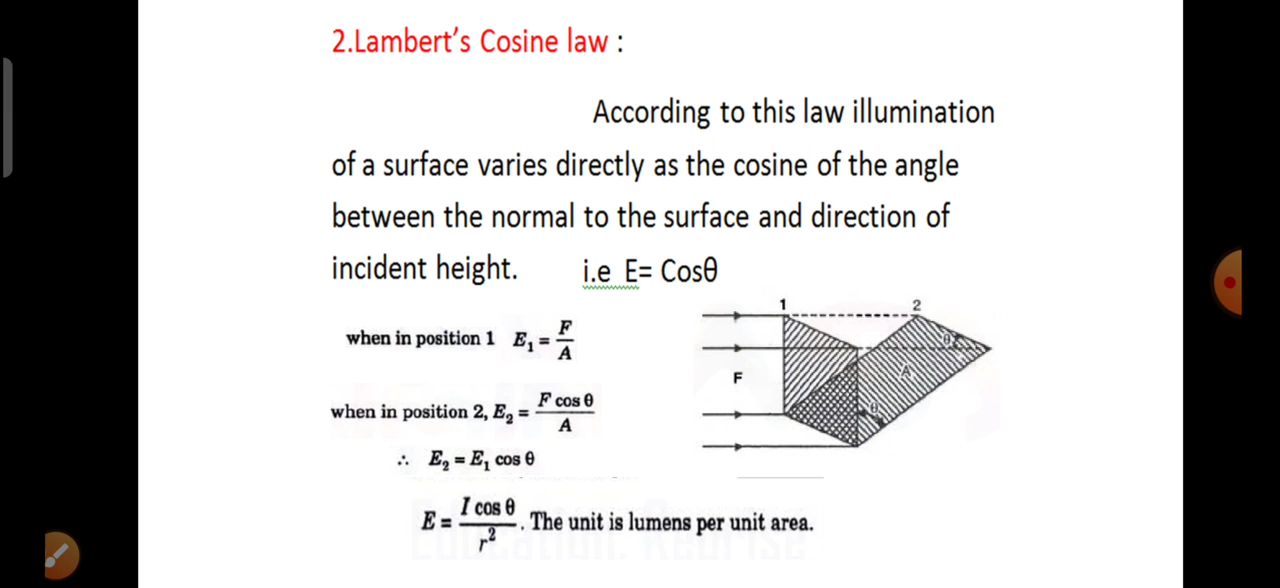 2.Lambert's Cosine law :
According to this law illumination
of a surface varies directly as the cosine of the angle
between the normal to the surface and direction of
incident height. i.e E= Cosθ
when in position 1 E₁ = F/A
when in position 2, E₂ = F cos θ/A
∴ E₂ = E₁ cos θ
E = I cos θ/r². The unit is lumens per unit area.
1 2
θ
A
F
θ